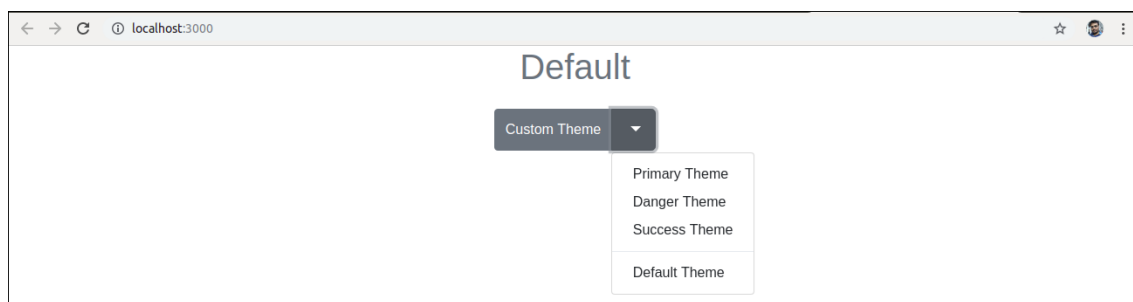 localhost:3000
Default
Custom Theme
Primary Theme
Danger Theme
Success Theme
Default Theme